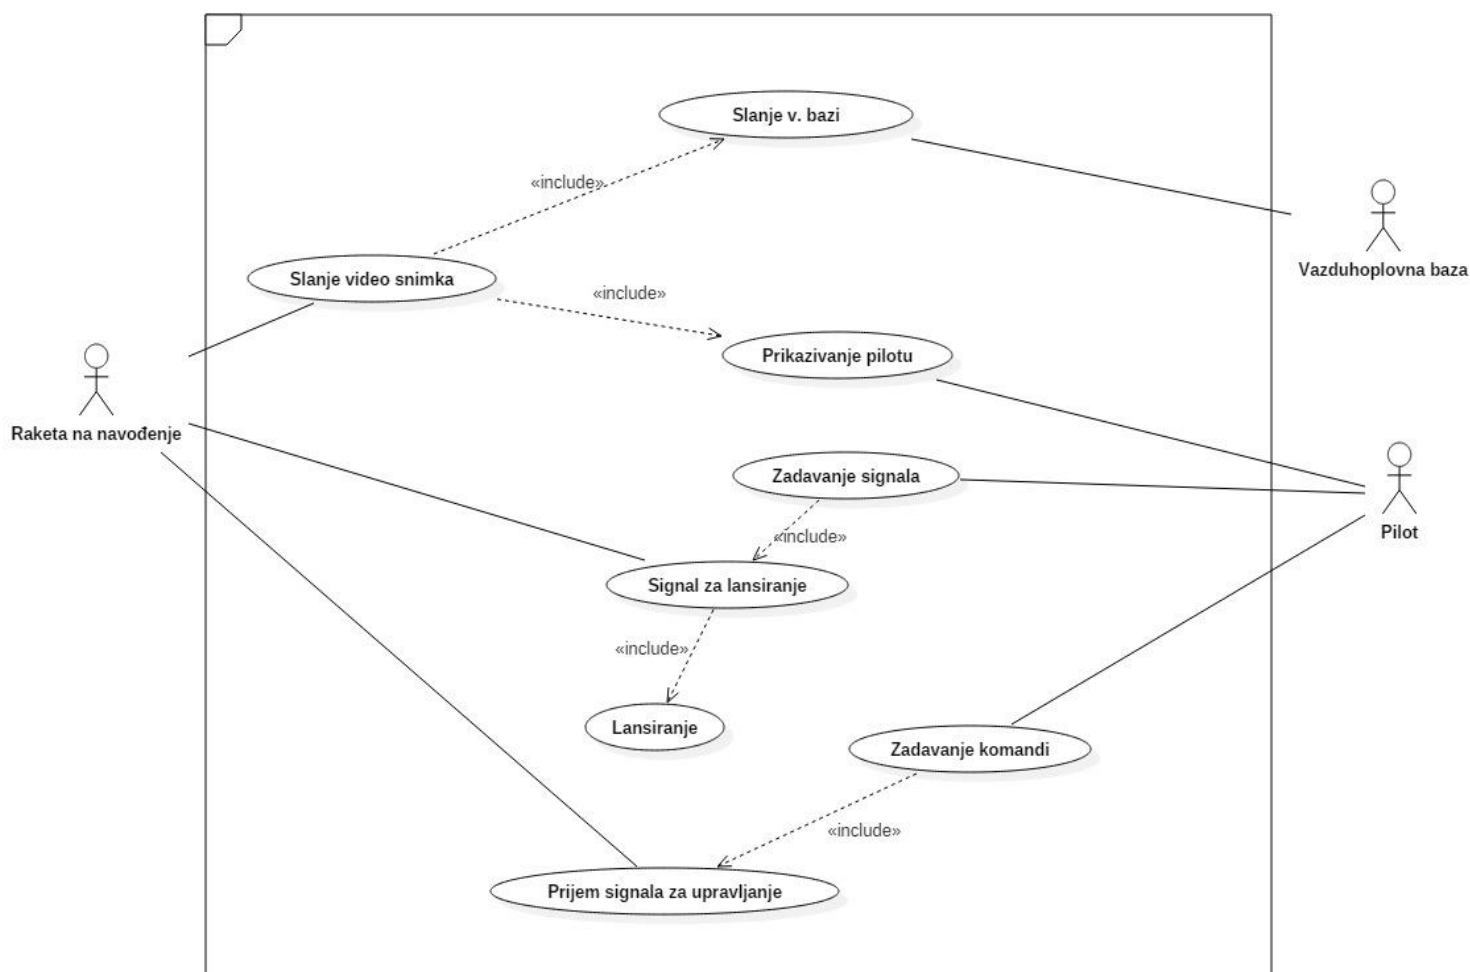 Slanje v. bazi
«include»
Vazduhoplovna baza
Slanje video snimka
«include»
Prikazivanje pilotu
Raketa na navođenje
Zadavanje signala
Pilot
«include»
Signal za lansiranje
«include»
Lansiranje
Zadavanje komandi
«include»
Prijem signala za upravljanje